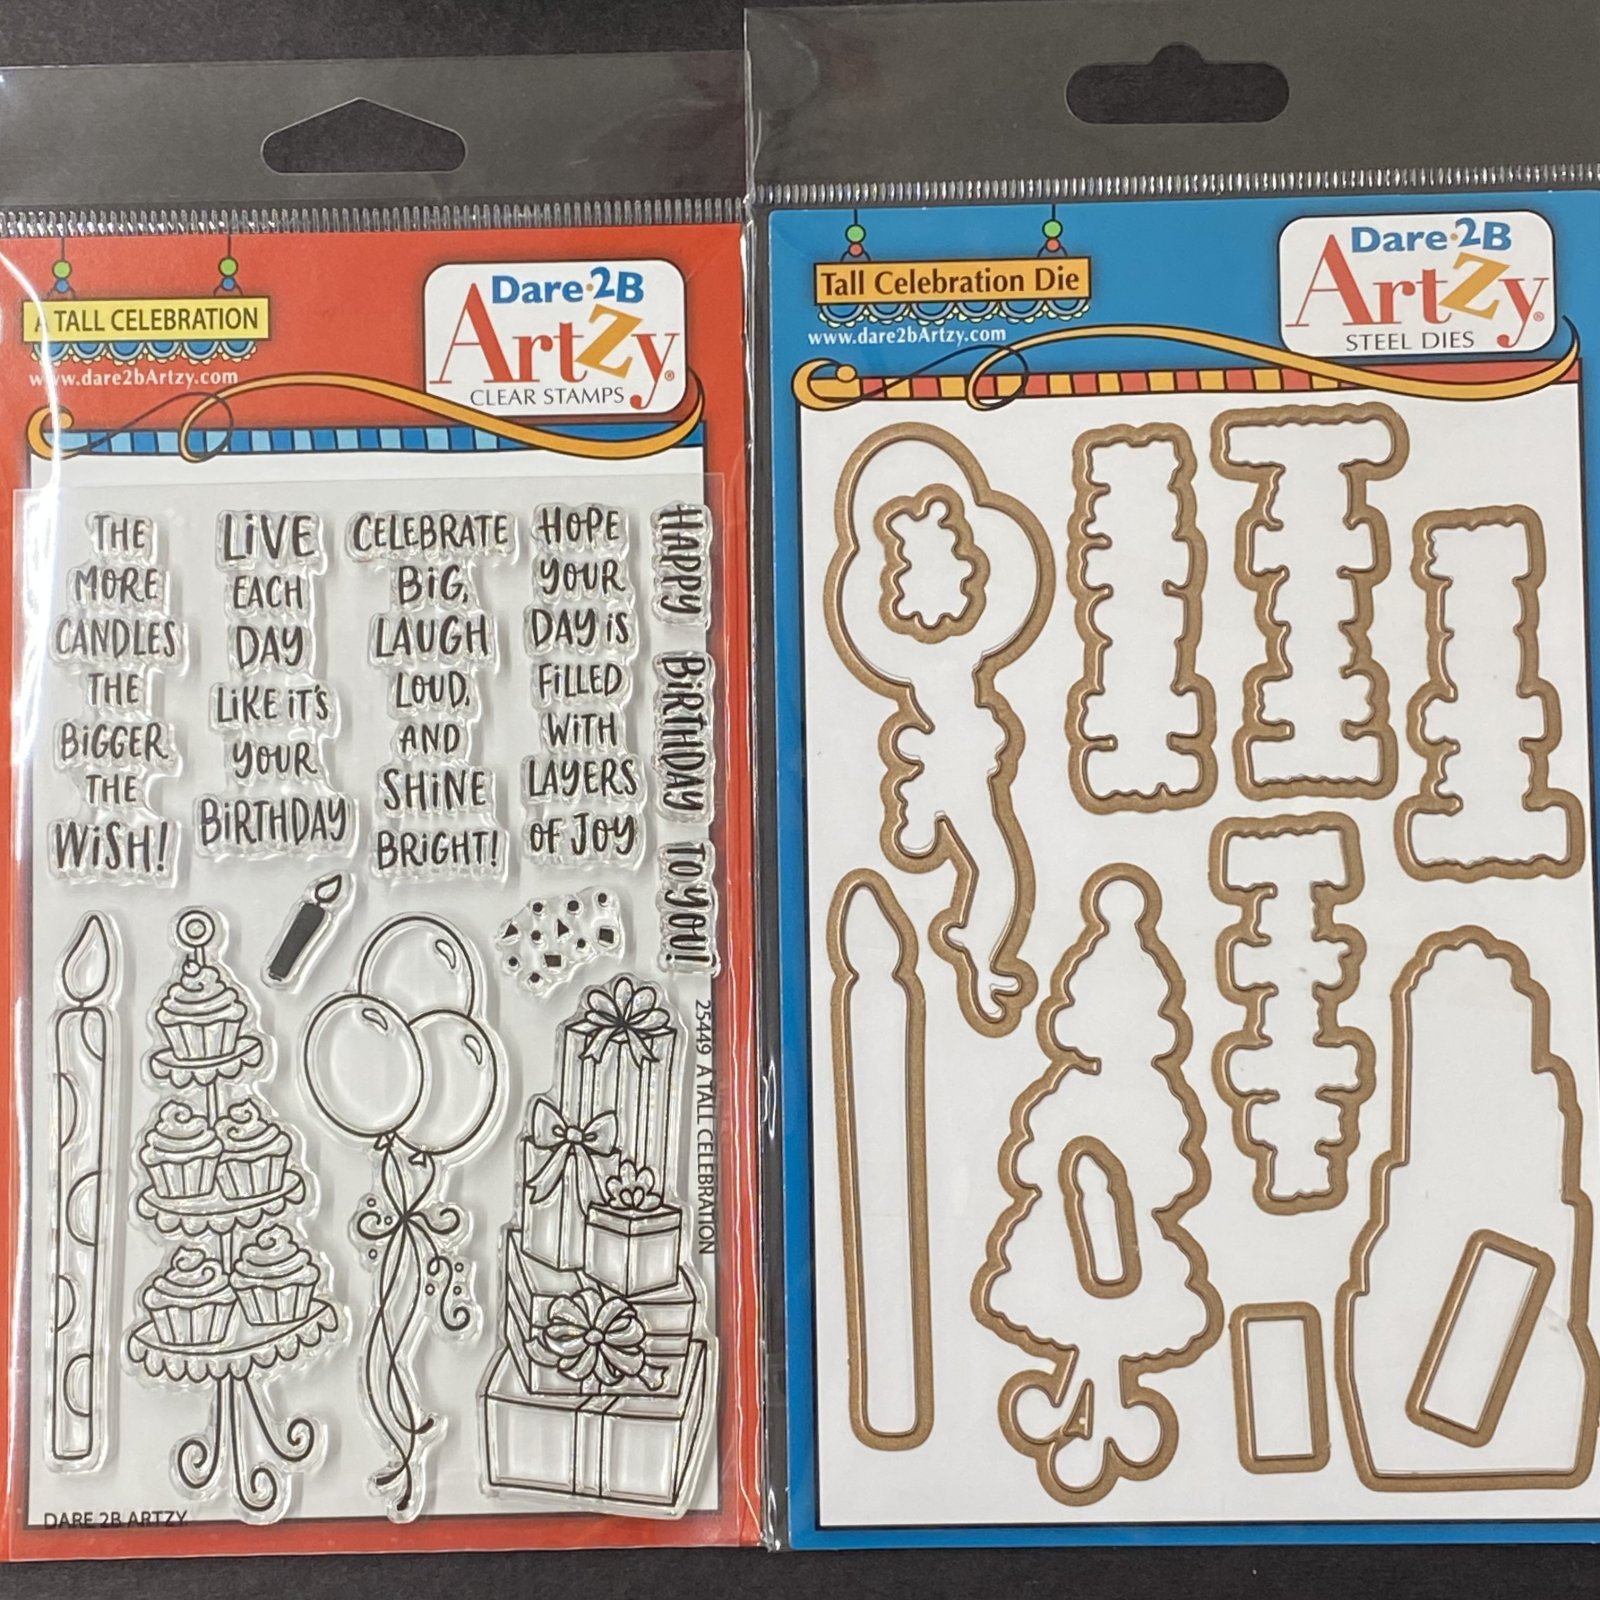 A TALL CELEBRATION
www.dare2bArtzy.com
Dare·2B
ArtZy®
CLEAR STAMPS
THE
MORE
CANDLES
THE
BiGGER
THE
WiSH!
LiVE
EACH
DAY
LiKE iT'S
YOUR
BiRTHDAY
CELEBRATE
BiG,
LAUGH
LOUD,
AND
SHiNE
BRiGHT!
HOPE
YOUR
DAY iS
FiLLED
WiTH
LAYERS
OF JOY
HAPPY BiRTHDAY TO YOU!
25449 A TALL CELEBRATION
DARE 2B ARTZY
Tall Celebration Die
www.dare2bArtzy.com
Dare·2B
ArtZy®
STEEL DIES